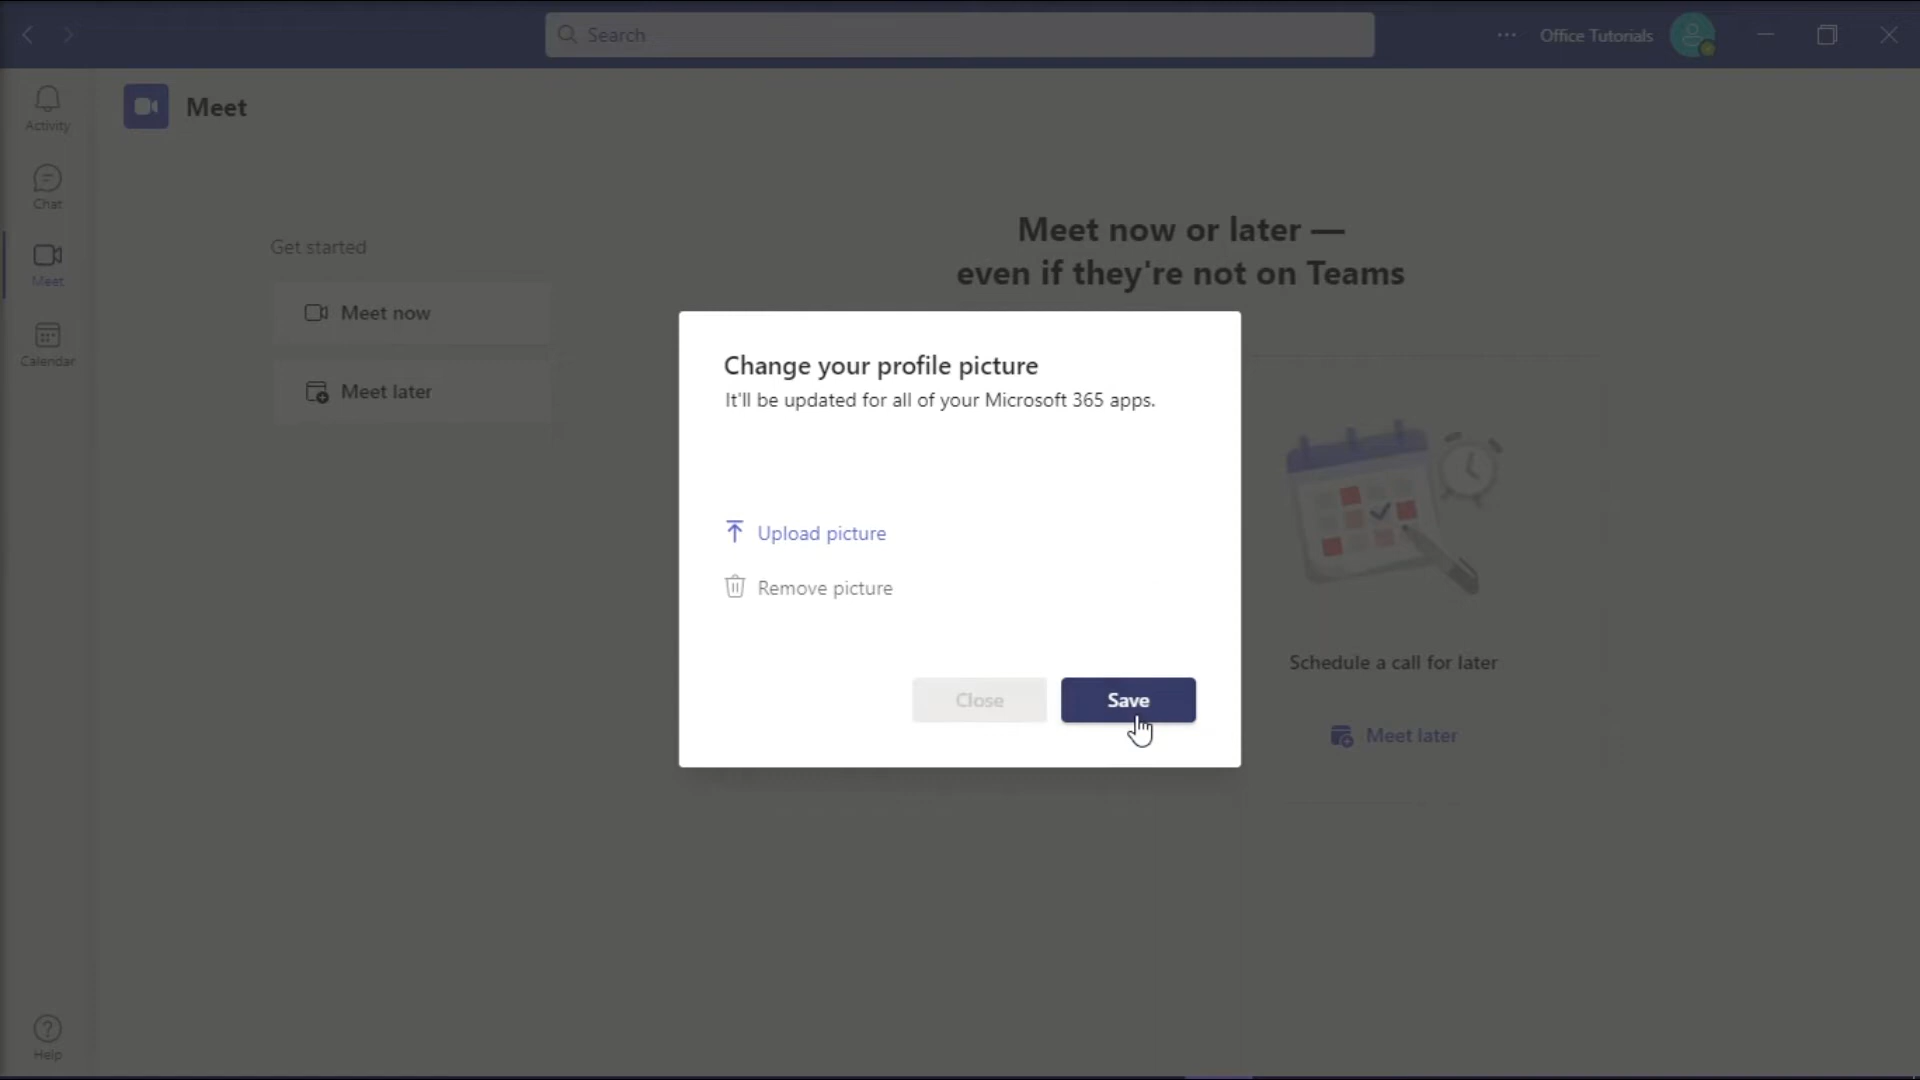 Search
Office Tutorials
Activity
Chat
Meet
Calendar
Help
Meet
Get started
Meet now
Meet later
Meet now or later —
even if they're not on Teams
Change your profile picture
It'll be updated for all of your Microsoft 365 apps.
Upload picture
Remove picture
Close
Save
Schedule a call for later
Meet later